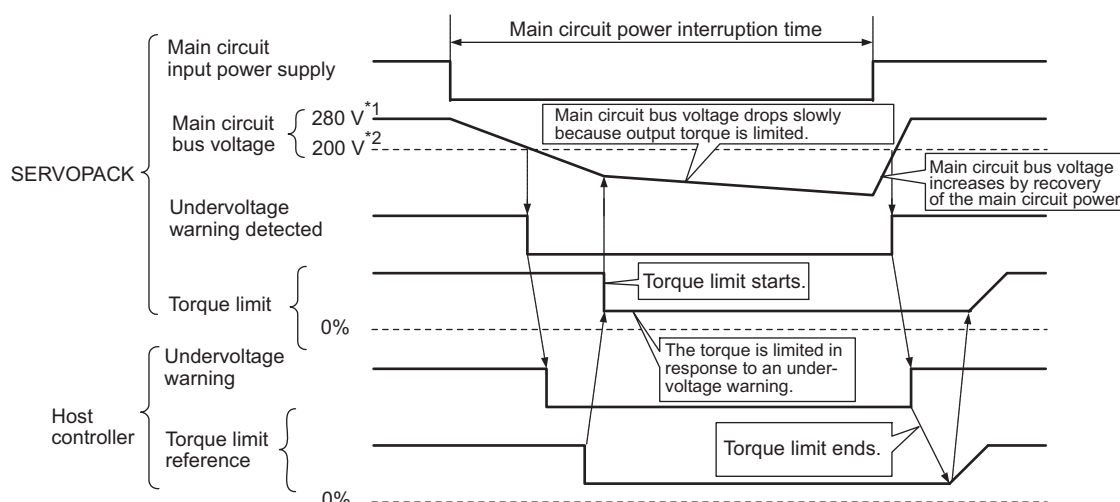 Main circuit power interruption time
Main circuit
input power supply
Main circuit
bus voltage
280 V*1
200 V*2
Main circuit bus voltage drops slowly
because output torque is limited.
SERVOPACK
Main circuit bus voltage
increases by recovery
of the main circuit power.
Undervoltage
warning detected
Torque limit starts.
Torque limit
0%
The torque is limited in
response to an under-
voltage warning.
Undervoltage
warning
Host
controller
Torque limit
reference
Torque limit ends.
0%